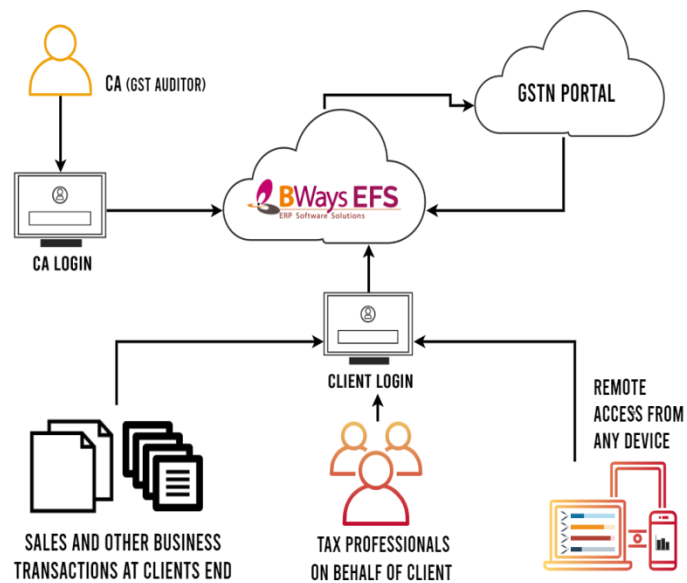 CA (GST AUDITOR)
GSTN PORTAL
BWays EFS
ERP Software Solutions
CA LOGIN
CLIENT LOGIN
REMOTE
ACCESS FROM
ANY DEVICE
SALES AND OTHER BUSINESS
TRANSACTIONS AT CLIENTS END
TAX PROFESSIONALS
ON BEHALF OF CLIENT